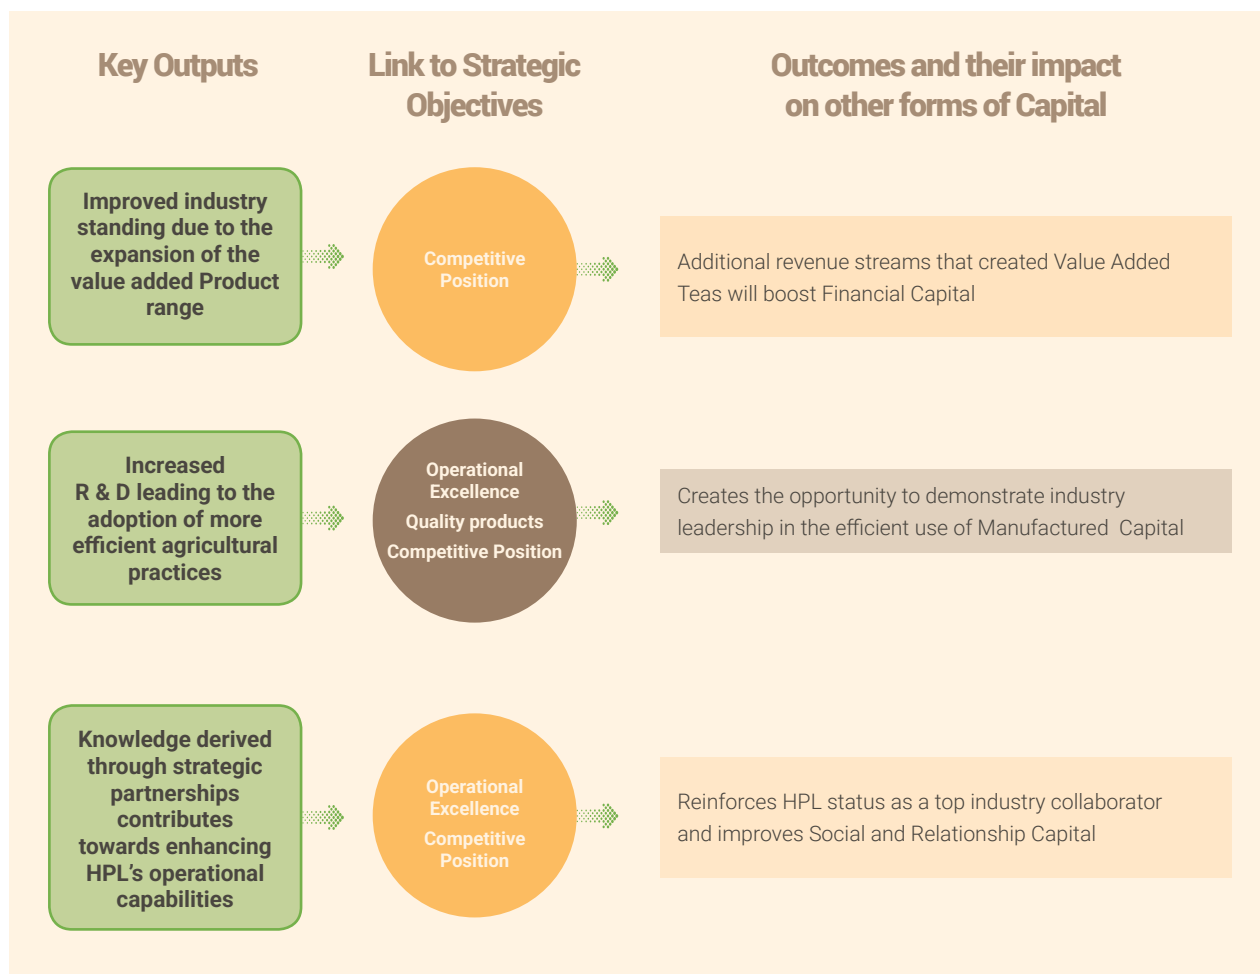 Key Outputs
Link to Strategic
Objectives
Outcomes and their impact
on other forms of Capital
Improved industry
standing due to the
expansion of the
value added Product
range
Competitive
Position
Additional revenue streams that created Value Added
Teas will boost Financial Capital
Increased
R & D leading to the
adoption of more
efficient agricultural
practices
Operational
Excellence
Quality products
Competitive Position
Creates the opportunity to demonstrate industry
leadership in the efficient use of Manufactured Capital
Knowledge derived
through strategic
partnerships
contributes
towards enhancing
HPL's operational
capabilities
Operational
Excellence
Competitive
Position
Reinforces HPL status as a top industry collaborator
and improves Social and Relationship Capital